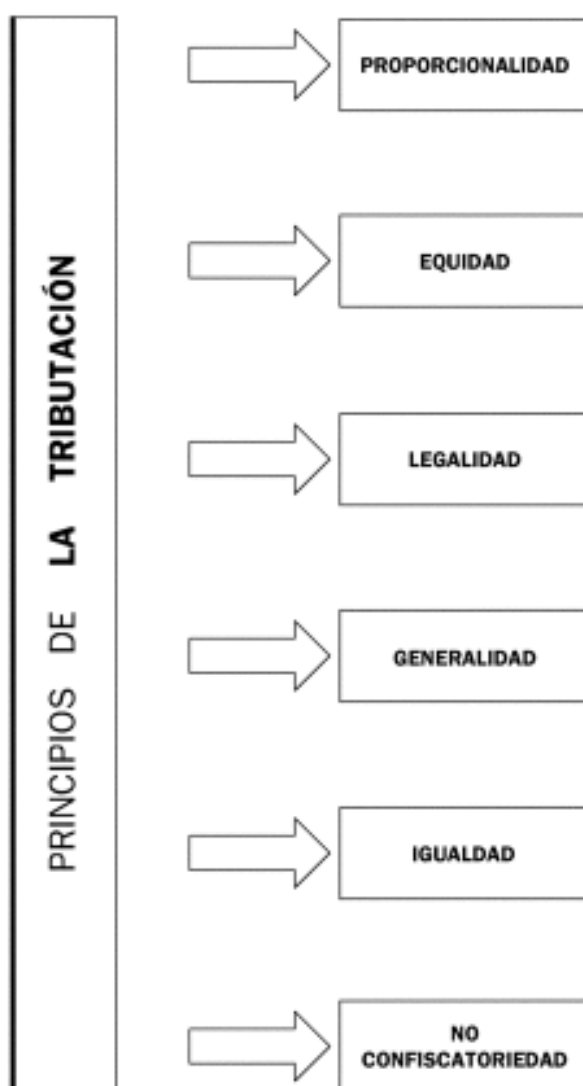 PRINCIPIOS DE LA TRIBUTACIÓN
PROPORCIONALIDAD
EQUIDAD
LEGALIDAD
GENERALIDAD
IGUALDAD
NO
CONFISCATORIEDAD